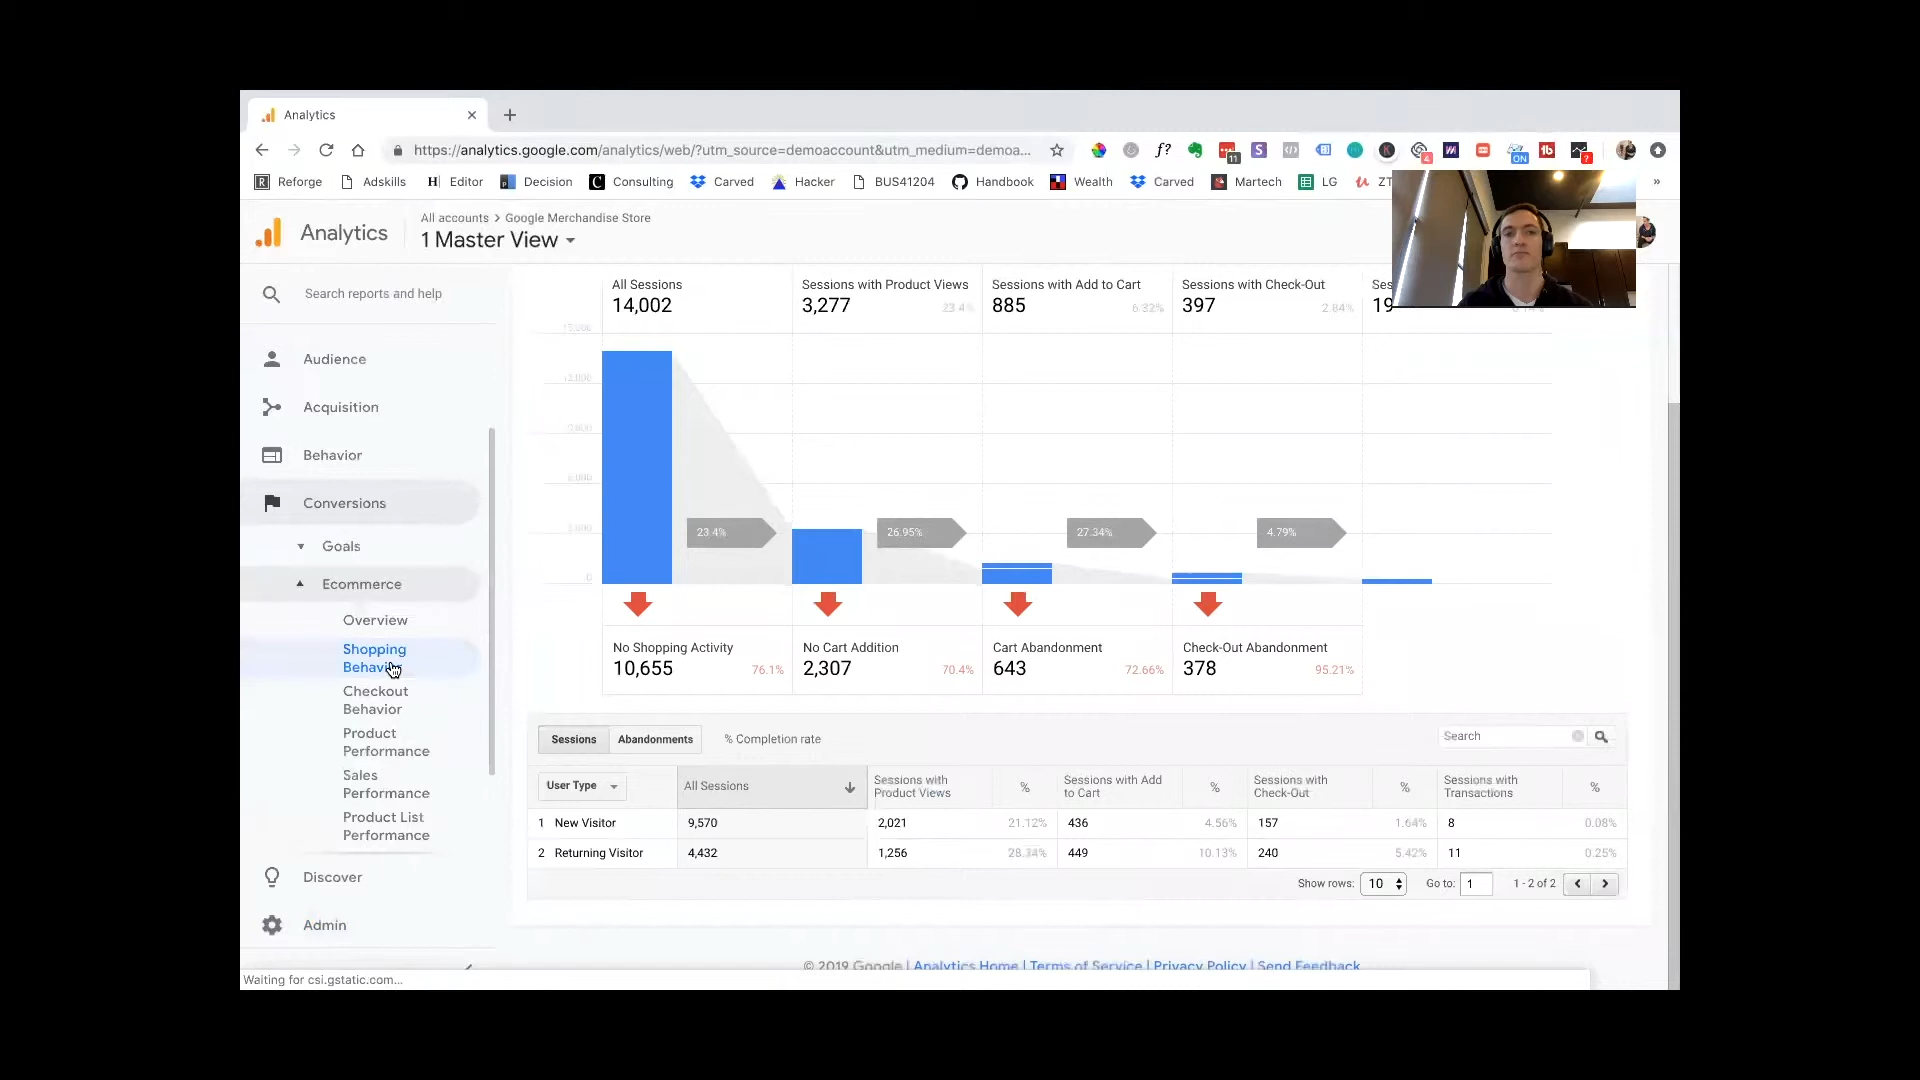 Analytics
https://analytics.google.com/analytics/web/?utm_source=demoaccount&utm_medium=demoa...
11
4
ON
?
Reforge
Adskills
Editor
Decision
Consulting
Carved
Hacker
BUS41204
Handbook
Wealth
Carved
Martech
LG
»
Analytics
All accounts > Google Merchandise Store
1 Master View
Search reports and help
Audience
Acquisition
Behavior
Conversions
Goals
Ecommerce
Overview
Shopping
Behavior
Checkout
Behavior
Product
Performance
Sales
Performance
Product List
Performance
Discover
Admin
All Sessions
14,002
Sessions with Product Views
3,277
23.4%
Sessions with Add to Cart
885
6.32%
Sessions with Check-Out
397
2.84%
0
23.4%
26.95%
27.34%
4.79%
No Shopping Activity
10,655
76.1%
No Cart Addition
2,307
70.4%
Cart Abandonment
643
72.66%
Check-Out Abandonment
378
95.21%
Sessions
Abandonments
% Completion rate
Search
User Type
All Sessions
Sessions with
Product Views
%
Sessions with Add
to Cart
%
Sessions with
Check-Out
%
Sessions with
Transactions
%
1 New Visitor 9,570 2,021 21.12% 436 4.56% 157 1.64% 8 0.08%
2 Returning Visitor 4,432 1,256 28.34% 449 10.13% 240 5.42% 11 0.25%
Show rows: 10 Go to: 1 1 - 2 of 2
© 2019 Google | Analytics Home | Terms of Service | Privacy Policy | Send Feedback
Waiting for csi.gstatic.com...